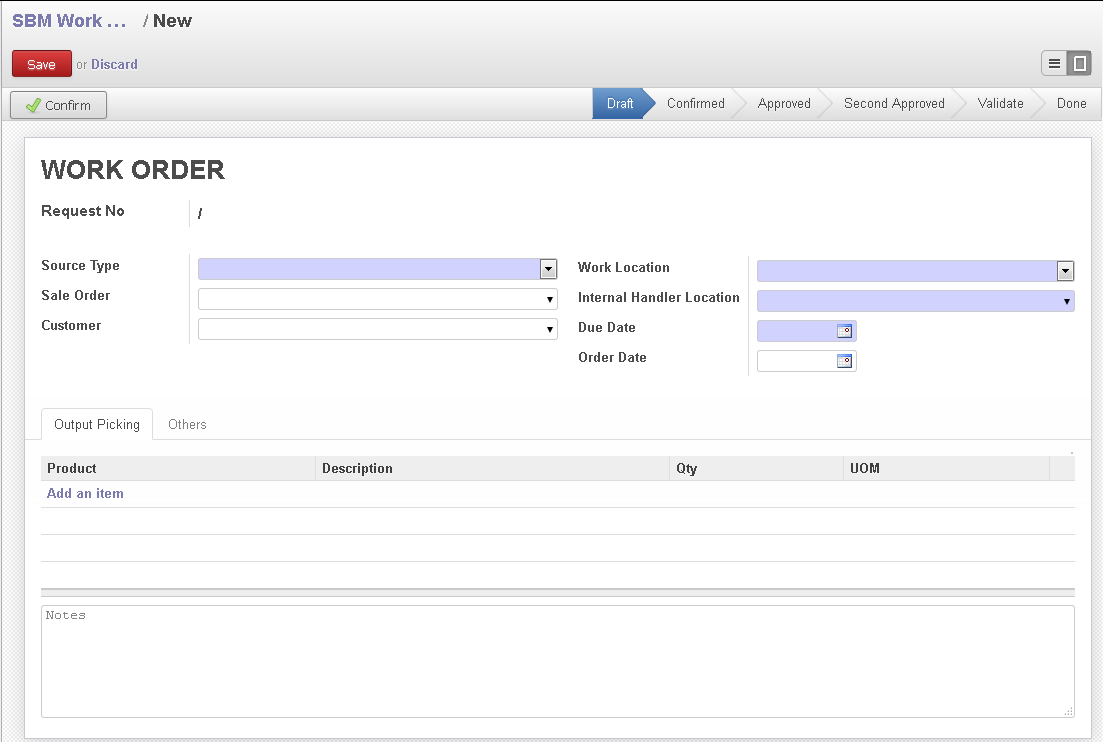 SBM Work ... / New
Save or Discard
Confirm
Draft Confirmed Approved Second Approved Validate Done
WORK ORDER
Request No /
Source Type
Work Location
Sale Order
Internal Handler Location
Customer
Due Date
Order Date
Output Picking Others
Product Description Qty UOM
Add an item
Notes